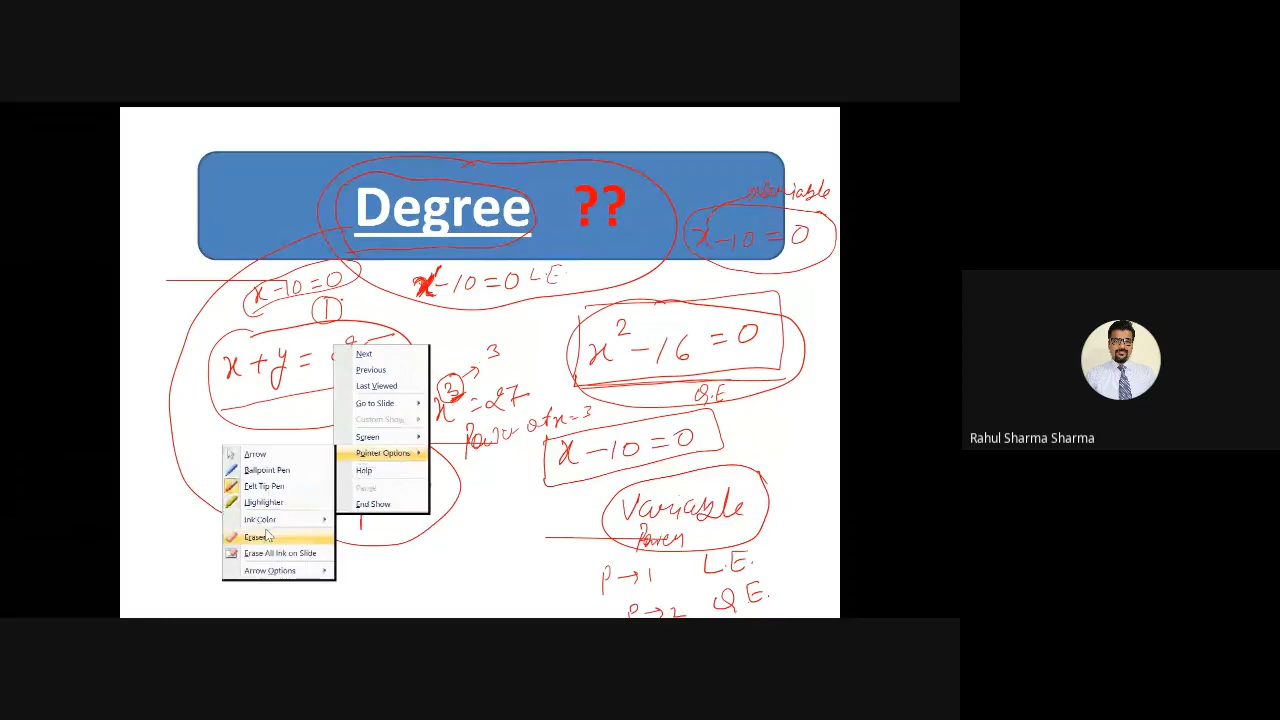 Degree ??
variable
x-10=0
x-10=0
x-10=0 L.E.
1
x+y=
x³=27
3
Power of x=3
x²-16=0
Q.E
x-10=0
Variable
Power
P→1 L.E.
P→2 Q E.
Next
Previous
Last Viewed
Go to Slide
Custom Show
Screen
Pointer Options
Help
Pause
End Show
Arrow
Ballpoint Pen
Felt Tip Pen
Highlighter
Ink Color
Eraser
Erase All Ink on Slide
Arrow Options
Rahul Sharma Sharma